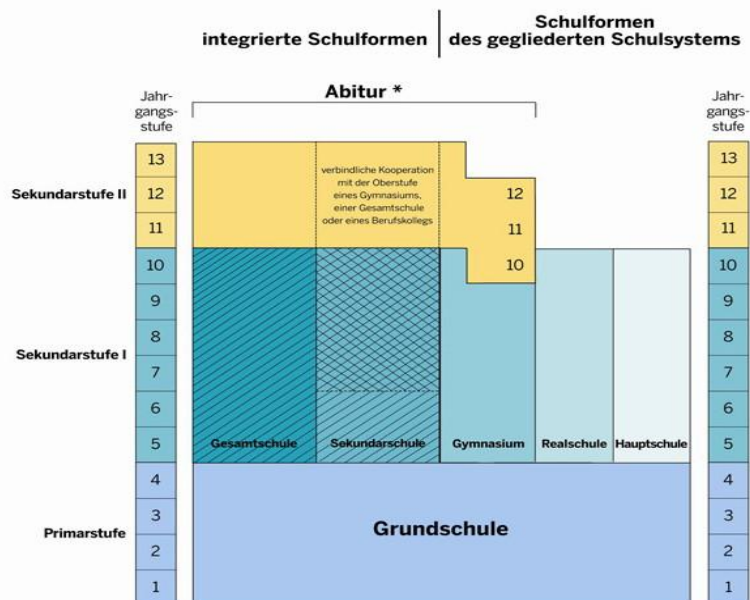 integrierte Schulformen
Schulformen
des gegliederten Schulsystems
Abitur *
Jahr-
gangs-
stufe
Jahr-
gangs-
stufe
Sekundarstufe II
13
12
11
verbindliche Kooperation
mit der Oberstufe
eines Gymnasiums,
einer Gesamtschule
oder eines Berufskollegs
12
11
10
13
12
11
Sekundarstufe I
10
9
8
7
6
5
Gesamtschule
Sekundarschule
Gymnasium
Realschule
Hauptschule
10
9
8
7
6
5
Primarstufe
4
3
2
1
Grundschule
4
3
2
1